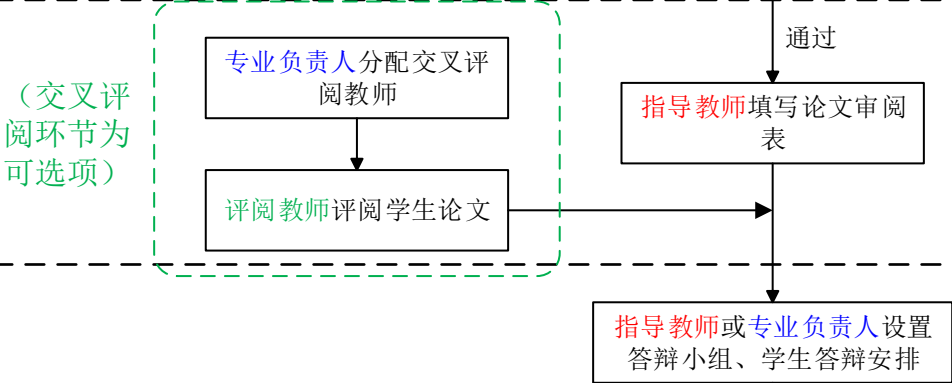 通过
专业负责人分配交叉评
阅教师
（交叉评
阅环节为
可选项）
指导教师填写论文审阅
表
评阅教师评阅学生论文
指导教师或专业负责人设置
答辩小组、学生答辩安排